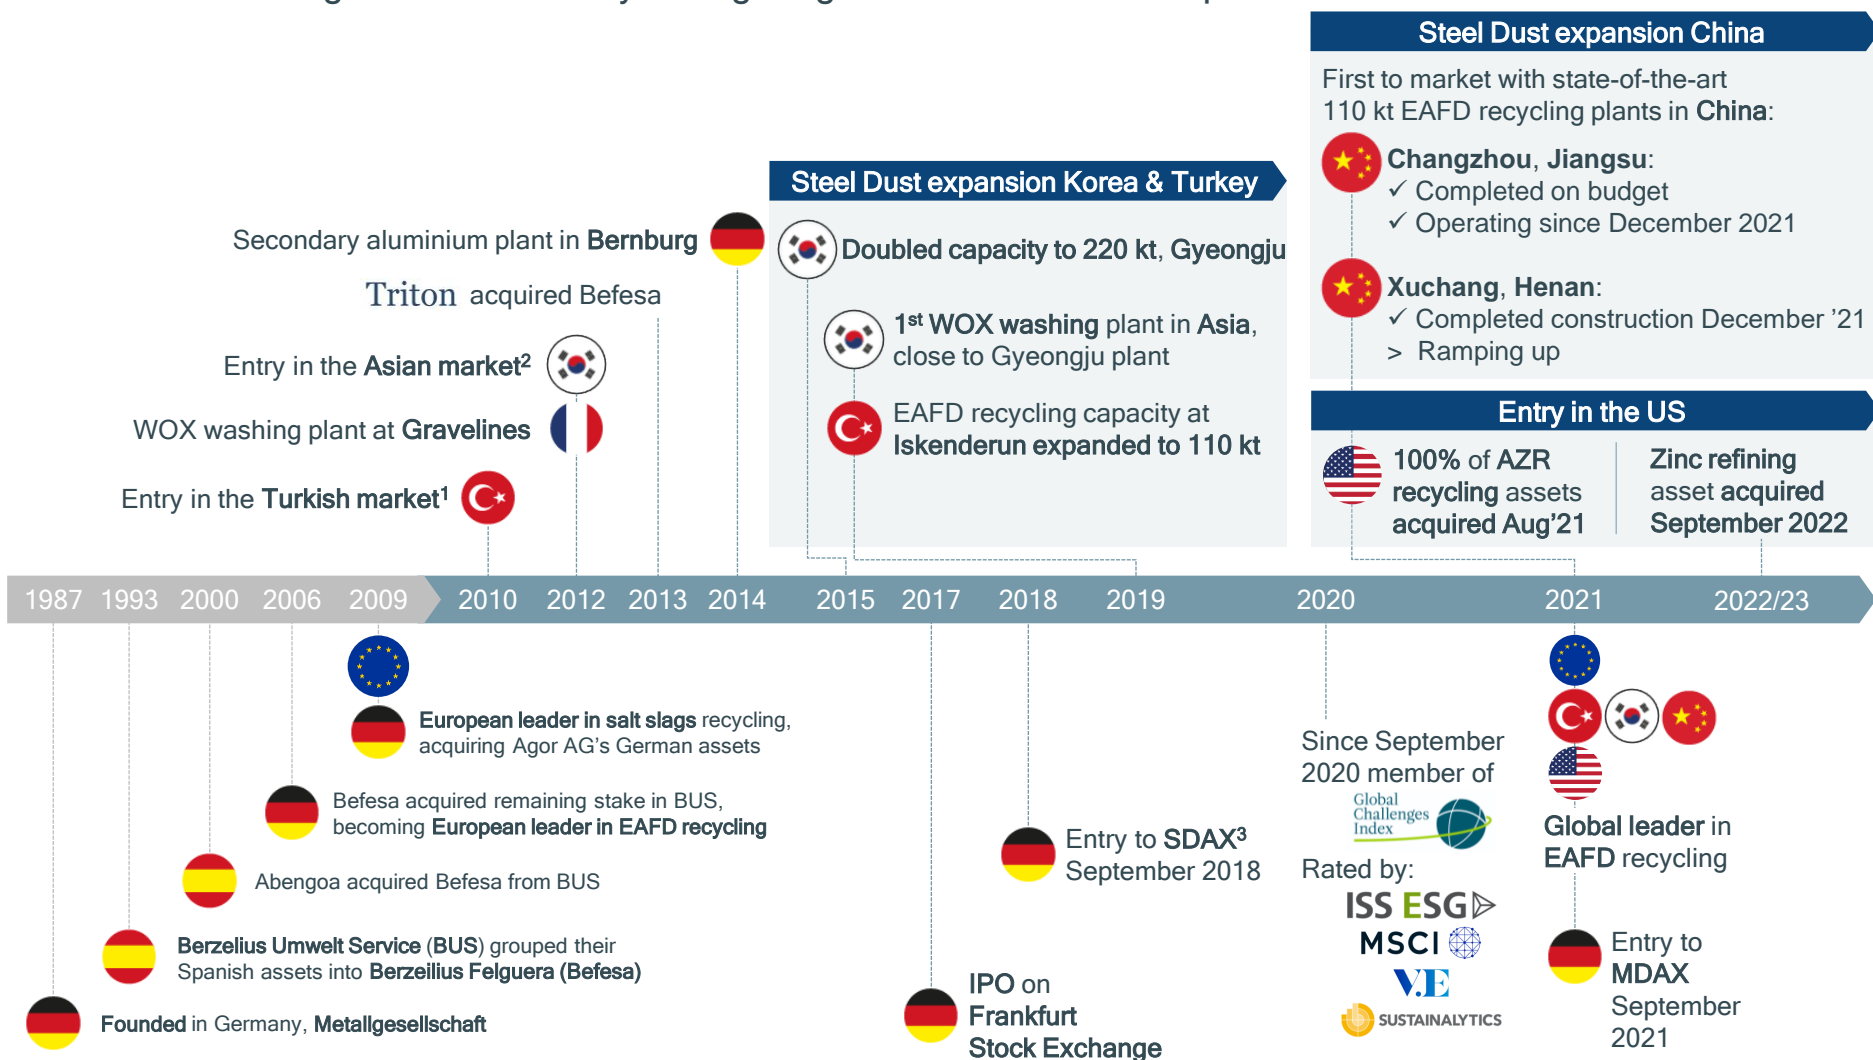 Steel Dust expansion China
First to market with state-of-the-art
110 kt EAFD recycling plants in China:
Changzhou, Jiangsu:
✓ Completed on budget
✓ Operating since December 2021
Xuchang, Henan:
✓ Completed construction December ’21
> Ramping up
Steel Dust expansion Korea & Turkey
Doubled capacity to 220 kt, Gyeongju
1st WOX washing plant in Asia,
close to Gyeongju plant
EAFD recycling capacity at
Iskenderun expanded to 110 kt
Secondary aluminium plant in Bernburg
Triton acquired Befesa
Entry in the Asian market2
WOX washing plant at Gravelines
Entry in the Turkish market1
Entry in the US
100% of AZR
recycling assets
acquired Aug’21
Zinc refining
asset acquired
September 2022
1987 1993 2000 2006 2009 2010 2012 2013 2014 2015 2017 2018 2019 2020 2021 2022/23
European leader in salt slags recycling,
acquiring Agor AG’s German assets
Befesa acquired remaining stake in BUS,
becoming European leader in EAFD recycling
Abengoa acquired Befesa from BUS
Berzelius Umwelt Service (BUS) grouped their
Spanish assets into Berzeilius Felguera (Befesa)
Founded in Germany, Metallgesellschaft
IPO on
Frankfurt
Stock Exchange
Entry to SDAX3
September 2018
Since September
2020 member of
Global
Challenges
Index
Rated by:
ISS ESG
MSCI
V.E
SUSTAINALYTICS
Global leader in
EAFD recycling
Entry to
MDAX
September
2021